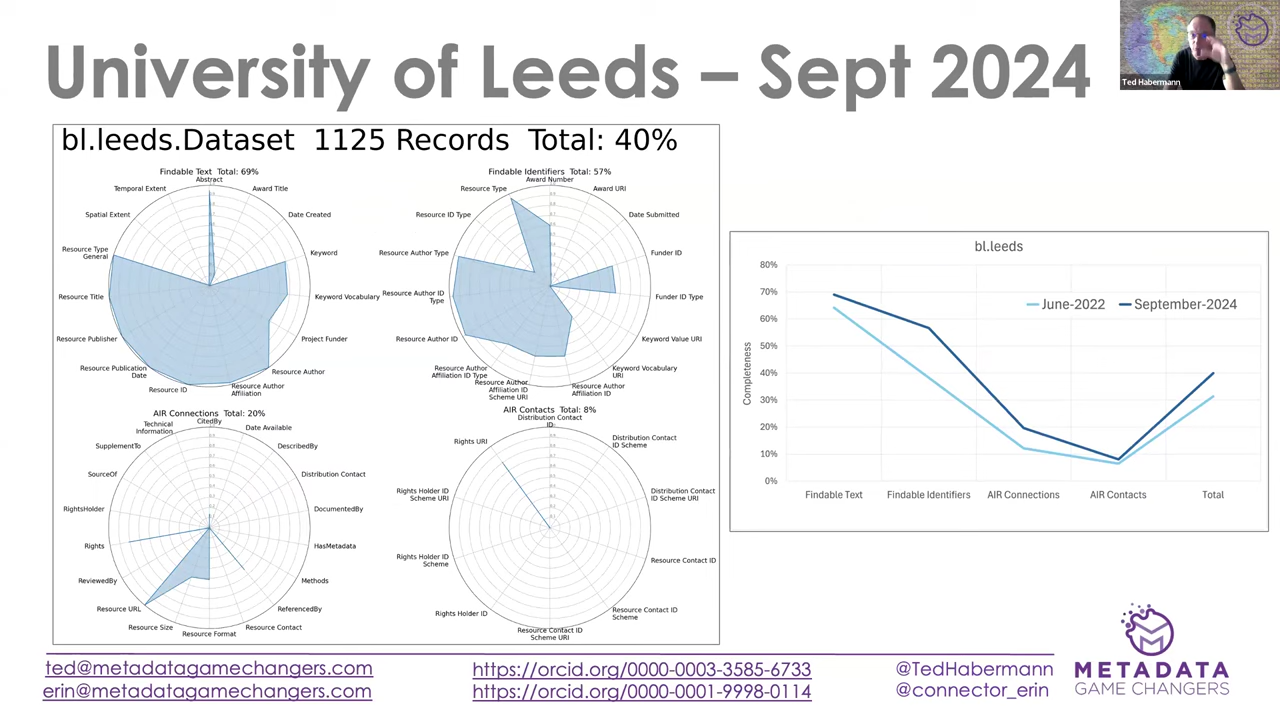 University of Leeds – Sept 2024
Ted Habermann
bl.leeds.Dataset 1125 Records Total: 40%
Findable Text Total: 69%
Abstract
Award Title
Date Created
Keyword
Keyword Vocabulary
Project Funder
Resource Author
Resource Author
Affiliation
Resource ID
Resource Publication
Date
Resource Publisher
Resource Title
Resource Type
General
Spatial Extent
Temporal Extent
Findable Identifiers Total: 57%
Award Number
Award URI
Date Submitted
Funder ID
Funder ID Type
Keyword Value URI
Keyword Vocabulary
URI
Resource Author
Affiliation ID
Resource Author
Affiliation ID
Scheme URI
Resource Author
Affiliation ID Type
Resource Author ID
Resource Author ID
Type
Resource Author Type
Resource ID Type
Resource Type
AIR Connections Total: 20%
CitedBy
Date Available
DescribedBy
Distribution Contact
DocumentedBy
HasMetadata
Methods
ReferencedBy
Resource Contact
Resource Format
Resource Size
Resource URL
ReviewedBy
Rights
RightsHolder
SourceOf
SupplementTo
Technical
Information
AIR Contacts Total: 8%
Distribution Contact
ID:
Distribution Contact
ID Scheme
Distribution Contact
ID Scheme URI
Resource Contact ID
Resource Contact ID
Scheme
Resource Contact ID
Scheme URI
Rights Holder ID
Rights Holder ID
Scheme
Rights Holder ID
Scheme URI
Rights URI
bl.leeds
June-2022 September-2024
Completeness
80%
70%
60%
50%
40%
30%
20%
10%
0%
Findable Text Findable Identifiers AIR Connections AIR Contacts Total
ted@metadatagamechangers.com
erin@metadatagamechangers.com
https://orcid.org/0000-0003-3585-6733
https://orcid.org/0000-0001-9998-0114
@TedHabermann
@connector_erin
METADATA
GAME CHANGERS